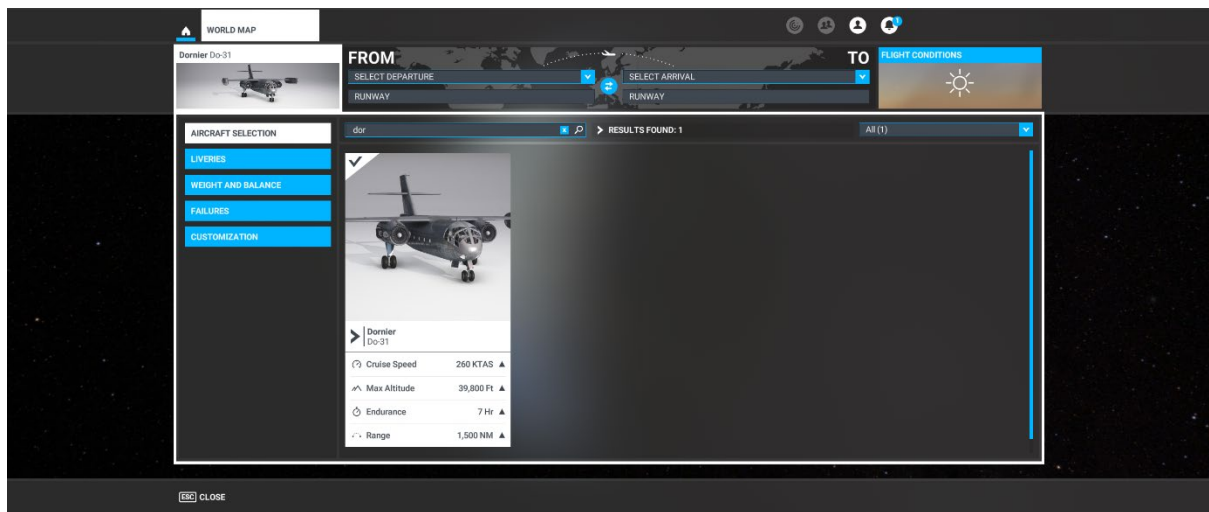 WORLD MAP
Dornier Do-31
FROM
SELECT DEPARTURE
RUNWAY
TO
SELECT ARRIVAL
RUNWAY
FLIGHT CONDITIONS
AIRCRAFT SELECTION
LIVERIES
WEIGHT AND BALANCE
FAILURES
CUSTOMIZATION
dor
RESULTS FOUND: 1
All (1)
Dornier
Do-31
Cruise Speed 260 KTAS
Max Altitude 39,800 Ft
Endurance 7 Hr
Range 1,500 NM
ESC CLOSE